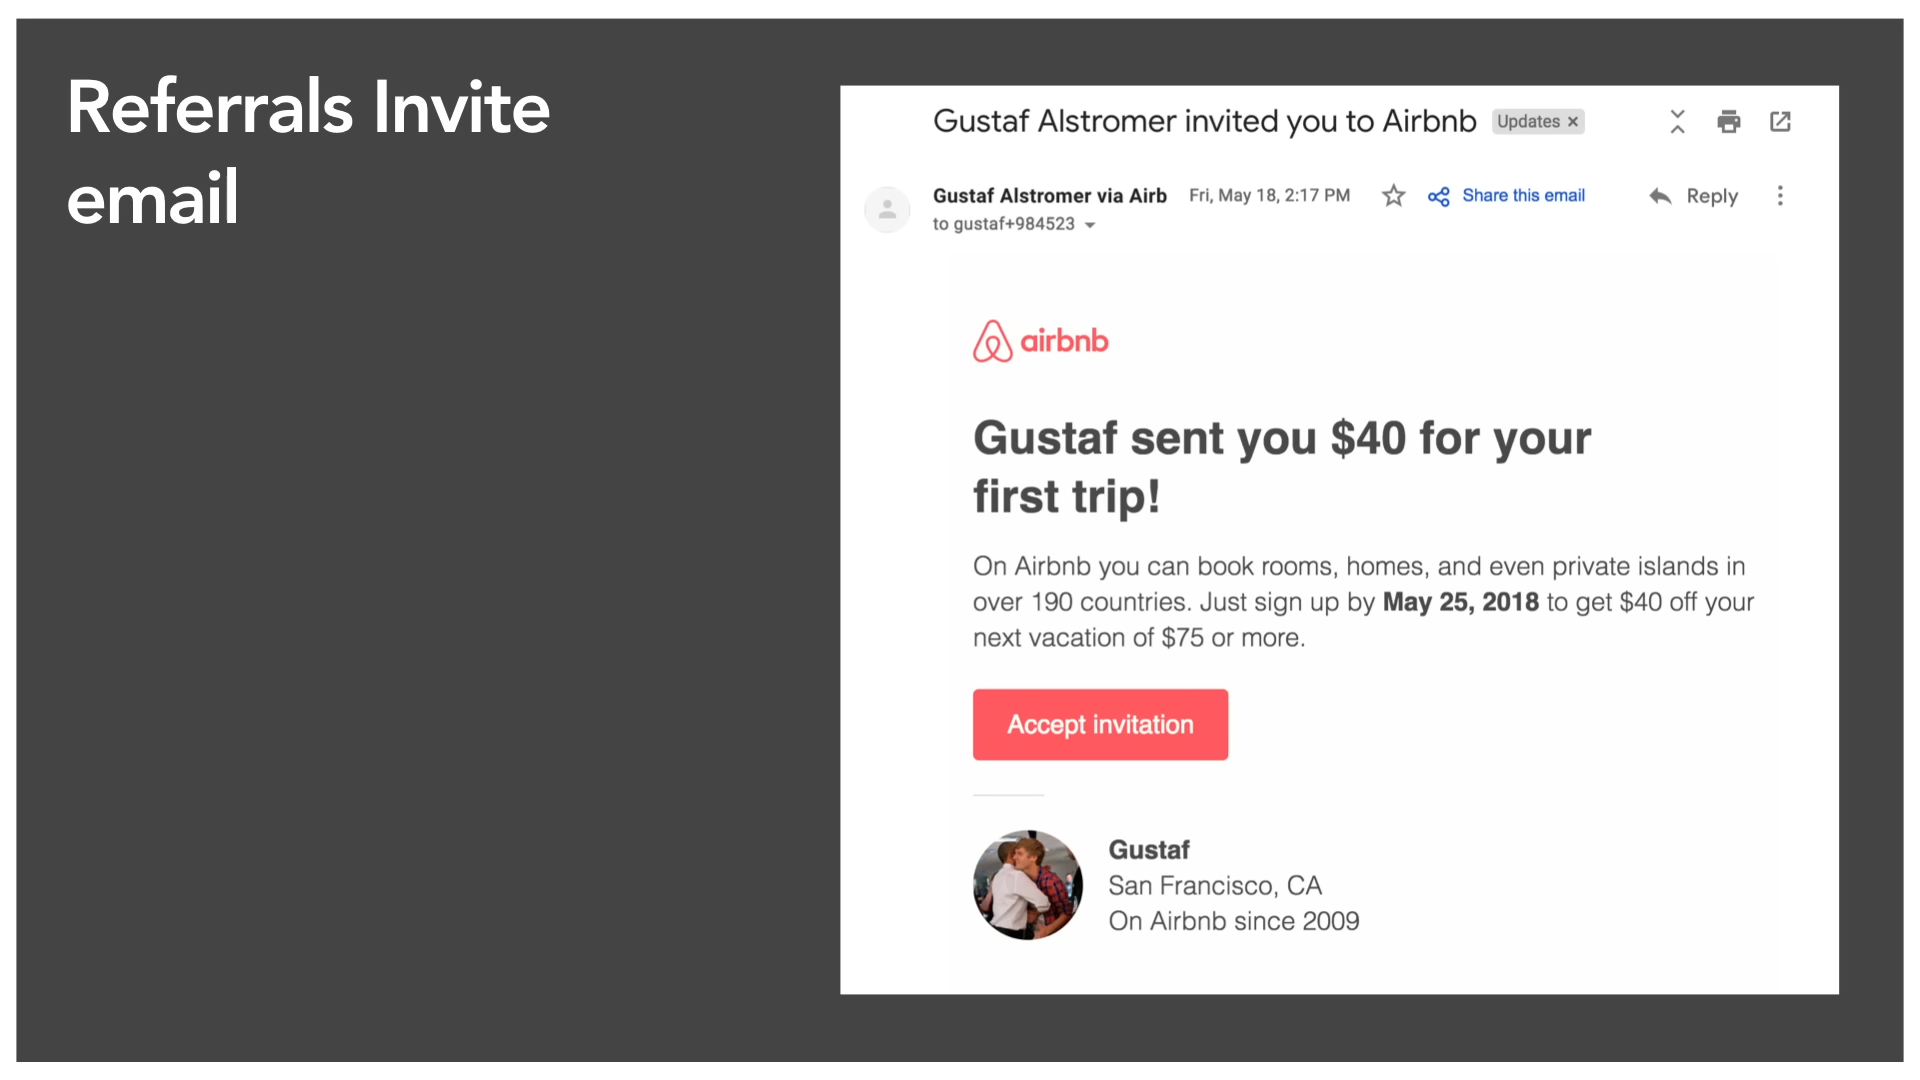 Referrals Invite
email
Gustaf Alstromer invited you to Airbnb Updates ×
Gustaf Alstromer via Airb Fri, May 18, 2:17 PM Share this email Reply
to gustaf+984523
airbnb
Gustaf sent you $40 for your
first trip!
On Airbnb you can book rooms, homes, and even private islands in
over 190 countries. Just sign up by May 25, 2018 to get $40 off your
next vacation of $75 or more.
Accept invitation
Gustaf
San Francisco, CA
On Airbnb since 2009